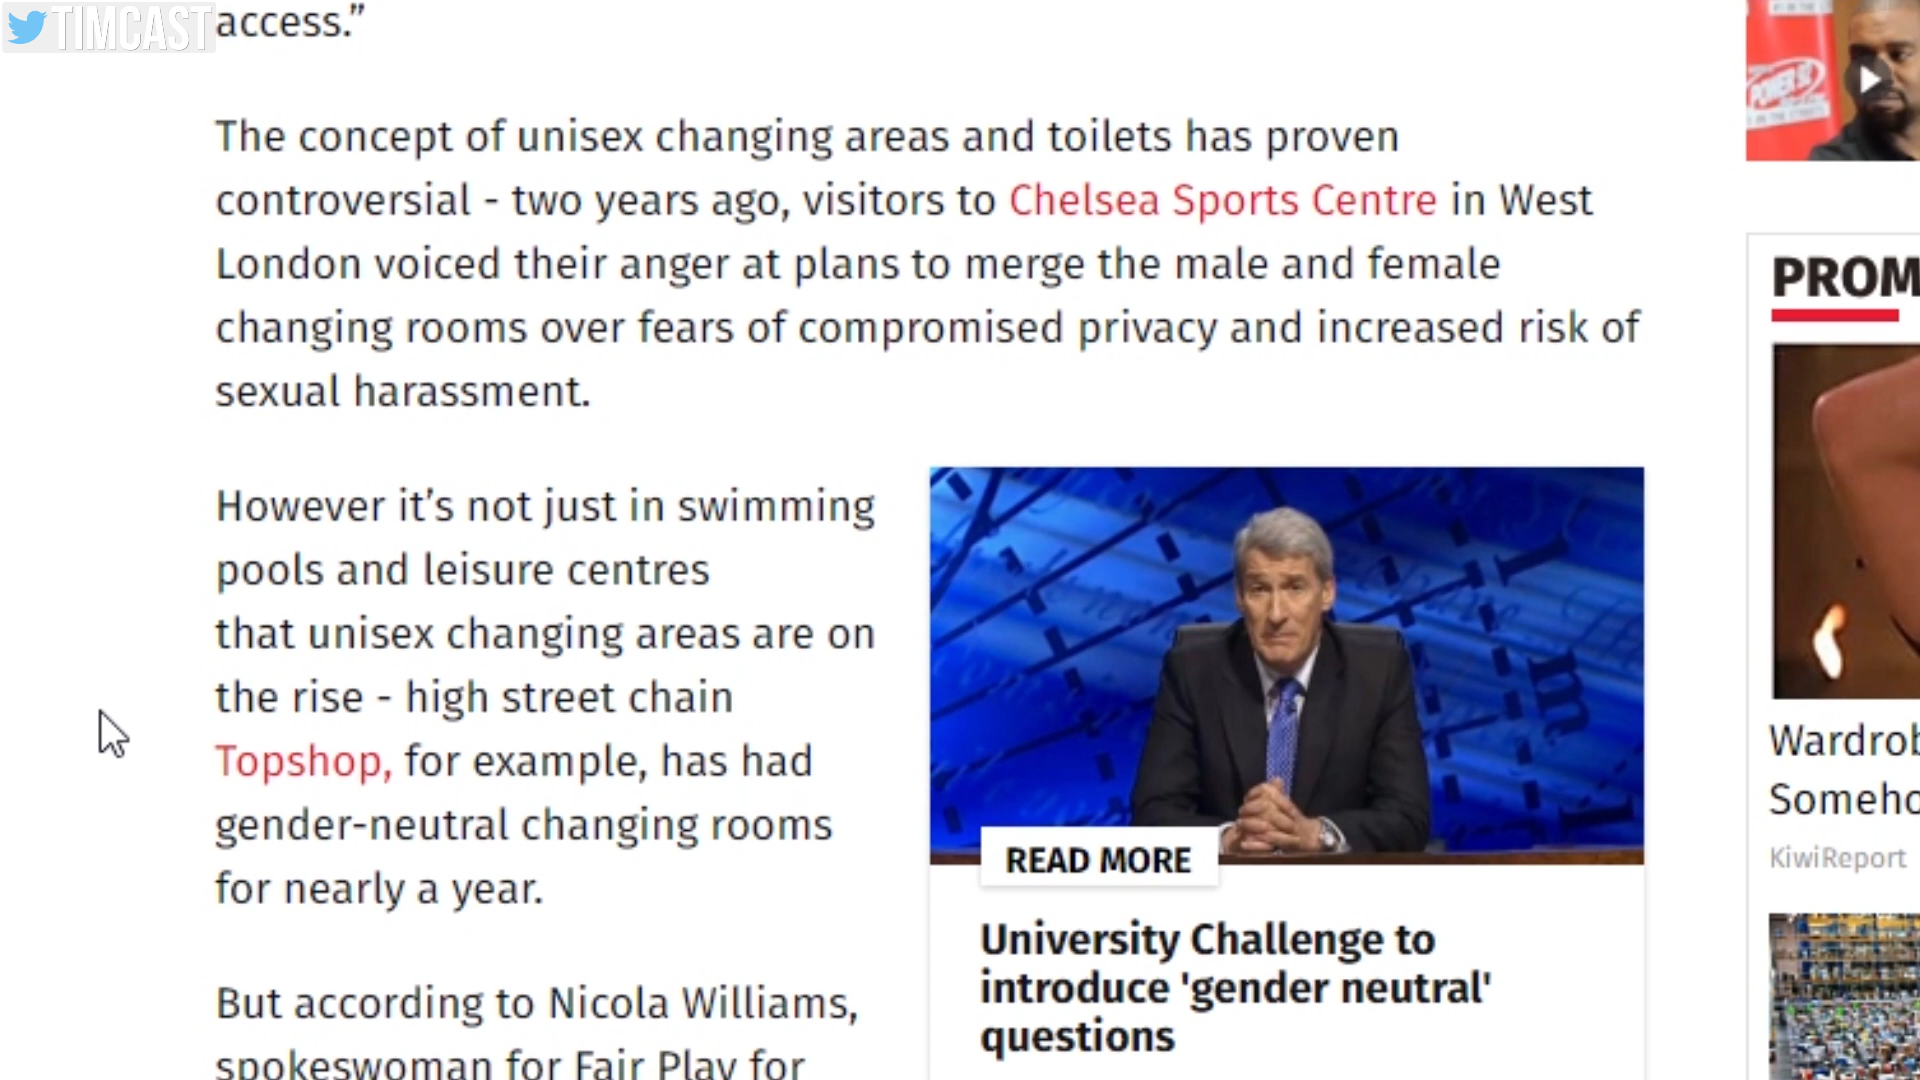 TIMCAST
access.”
The concept of unisex changing areas and toilets has proven
controversial - two years ago, visitors to Chelsea Sports Centre in West
London voiced their anger at plans to merge the male and female
changing rooms over fears of compromised privacy and increased risk of
sexual harassment.
However it’s not just in swimming
pools and leisure centres
that unisex changing areas are on
the rise - high street chain
Topshop, for example, has had
gender-neutral changing rooms
for nearly a year.
But according to Nicola Williams,
spokeswoman for Fair Play for
READ MORE
University Challenge to
introduce 'gender neutral'
questions
PROM
Wardrob
Someho
KiwiReport